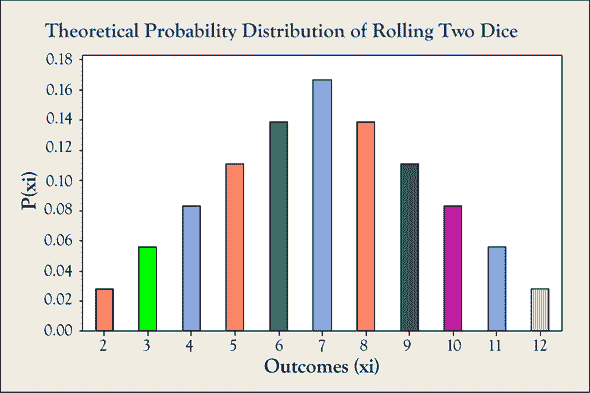 Theoretical Probability Distribution of Rolling Two Dice
P(xi)
0.18
0.16
0.14
0.12
0.10
0.08
0.06
0.04
0.02
0.00
2 3 4 5 6 7 8 9 10 11 12
Outcomes (xi)